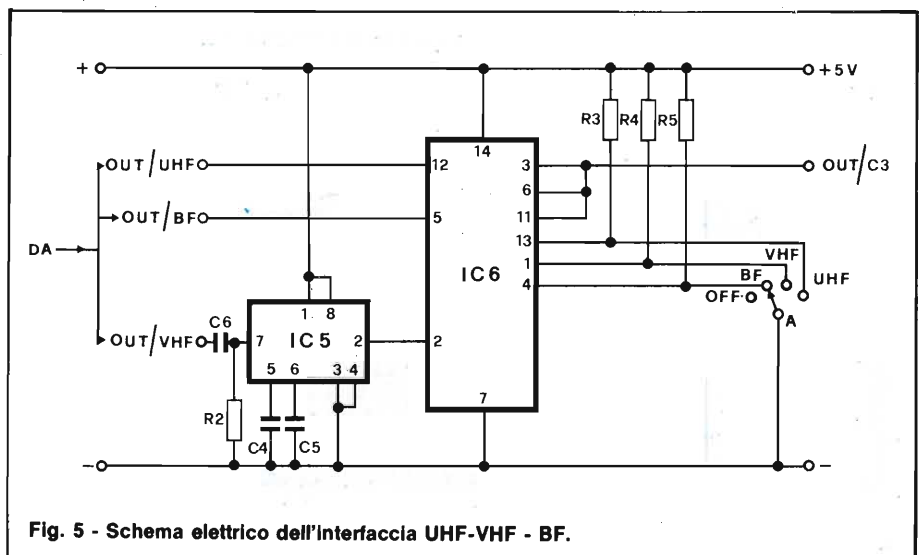 +
+5V
R3
R4
R5
14
OUT/UHF
12
3
OUT/C3
6
OUT/BF
5
11
DA
13
VHF
1
UHF
IC6
BF
4
OFF
A
C6
1 8
OUT/VHF
7
IC5
2
2
5 6 3 4
R2
C4
C5
7
-
-
Fig. 5 - Schema elettrico dell'interfaccia UHF-VHF - BF.